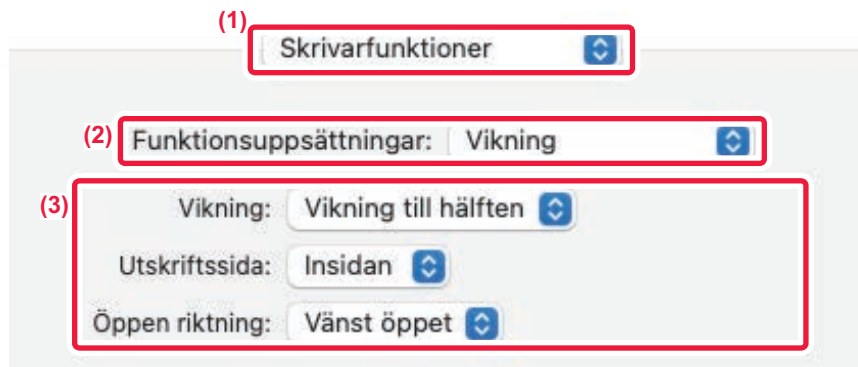 (1)
Skrivarfunktioner
(2) Funktionsuppsättningar: Vikning
(3) Vikning: Vikning till hälften
Utskriftssida: Insidan
Öppen riktning: Vänst öppet